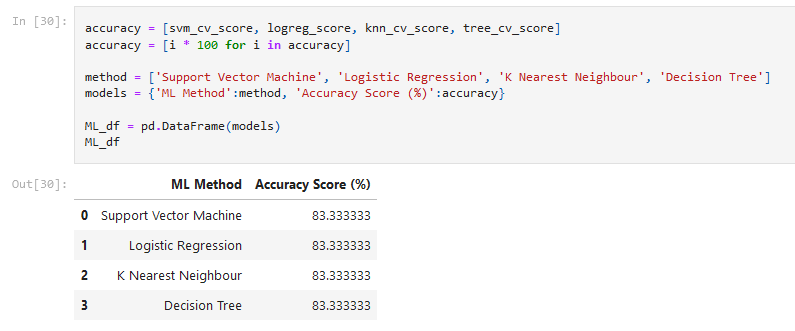 In [30]:
accuracy = [svm_cv_score, logreg_score, knn_cv_score, tree_cv_score]
accuracy = [i * 100 for i in accuracy]
method = ['Support Vector Machine', 'Logistic Regression', 'K Nearest Neighbour', 'Decision Tree']
models = {'ML Method':method, 'Accuracy Score (%)':accuracy}
ML_df = pd.DataFrame(models)
ML_df
Out[30]:
ML Method Accuracy Score (%)
0 Support Vector Machine 83.333333
1 Logistic Regression 83.333333
2 K Nearest Neighbour 83.333333
3 Decision Tree 83.333333